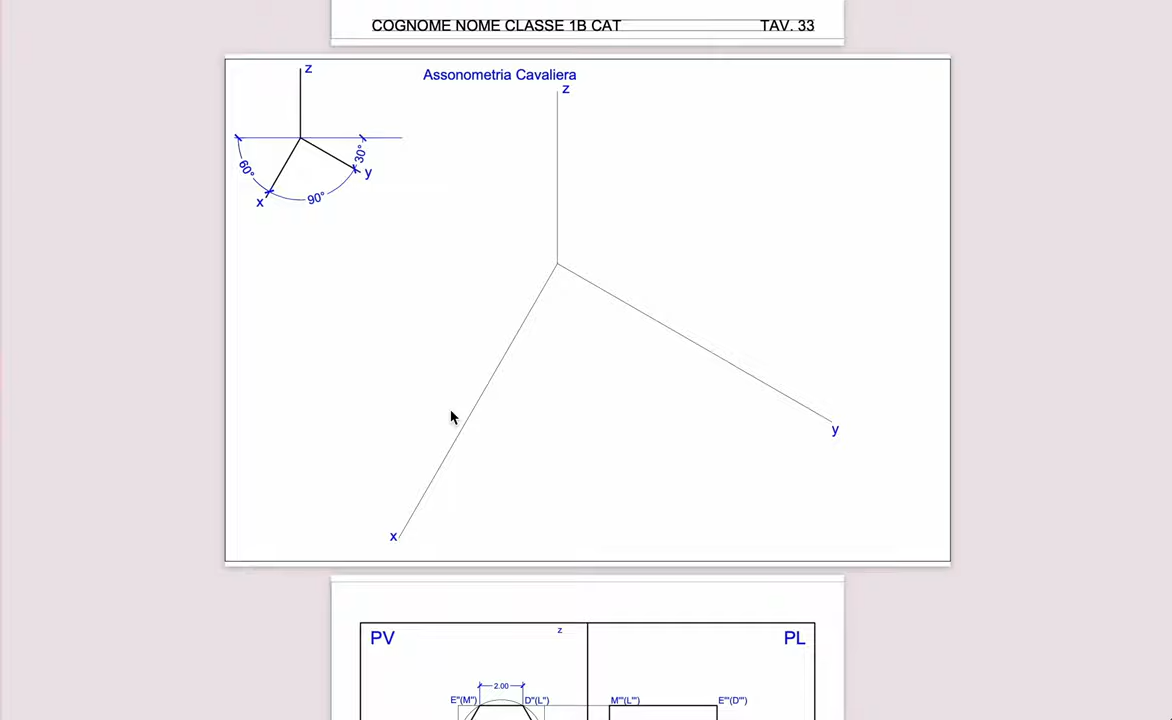 COGNOME NOME CLASSE 1B CAT TAV. 33
Assonometria Cavaliera
z
z
60°
30°
90°
y
x
y
x
PV z PL
2.00
E"(M") D"(L") M'''(L''') E'''(D''')